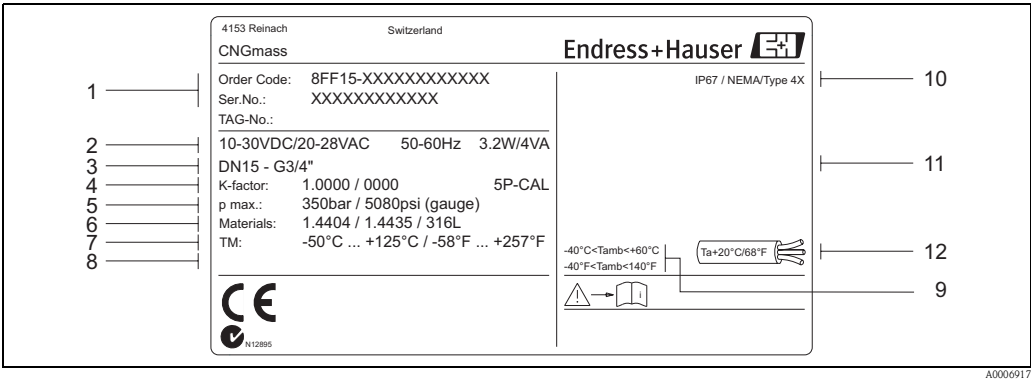 4153 Reinach Switzerland
CNGmass
Endress+Hauser
1
Order Code: 8FF15-XXXXXXXXXXXX
Ser.No.: XXXXXXXXXXXX
TAG-No.:
IP67 / NEMA/Type 4X
10
2
10-30VDC/20-28VAC 50-60Hz 3.2W/4VA
3
DN15 - G3/4"
11
4
K-factor: 1.0000 / 0000 5P-CAL
5
p max.: 350bar / 5080psi (gauge)
6
Materials: 1.4404 / 1.4435 / 316L
7
TM: -50°C ... +125°C / -58°F ... +257°F
8
-40°C<Tamb<+60°C
-40°F<Tamb<140°F
Ta+20°C/68°F
12
9
i
CE
N12895
A0006917